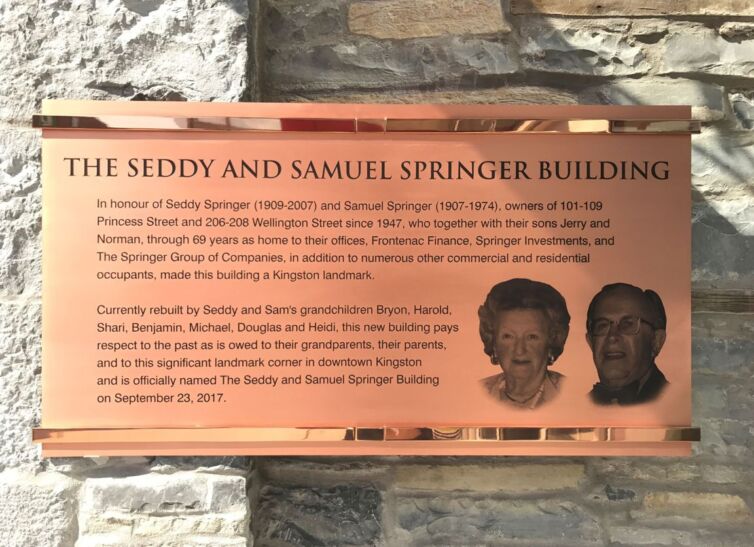 THE SEDDY AND SAMUEL SPRINGER BUILDING
In honour of Seddy Springer (1909-2007) and Samuel Springer (1907-1974), owners of 101-109
Princess Street and 206-208 Wellington Street since 1947, who together with their sons Jerry and
Norman, through 69 years as home to their offices, Frontenac Finance, Springer Investments, and
The Springer Group of Companies, in addition to numerous other commercial and residential
occupants, made this building a Kingston landmark.
Currently rebuilt by Seddy and Sam's grandchildren Bryon, Harold,
Shari, Benjamin, Michael, Douglas and Heidi, this new building pays
respect to the past as is owed to their grandparents, their parents,
and to this significant landmark corner in downtown Kingston
and is officially named The Seddy and Samuel Springer Building
on September 23, 2017.